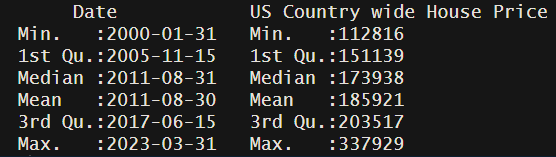 Date US Country wide House Price
Min. :2000-01-31 Min. :112816
1st Qu.:2005-11-15 1st Qu.:151139
Median :2011-08-31 Median :173938
Mean :2011-08-30 Mean :185921
3rd Qu.:2017-06-15 3rd Qu.:203517
Max. :2023-03-31 Max. :337929